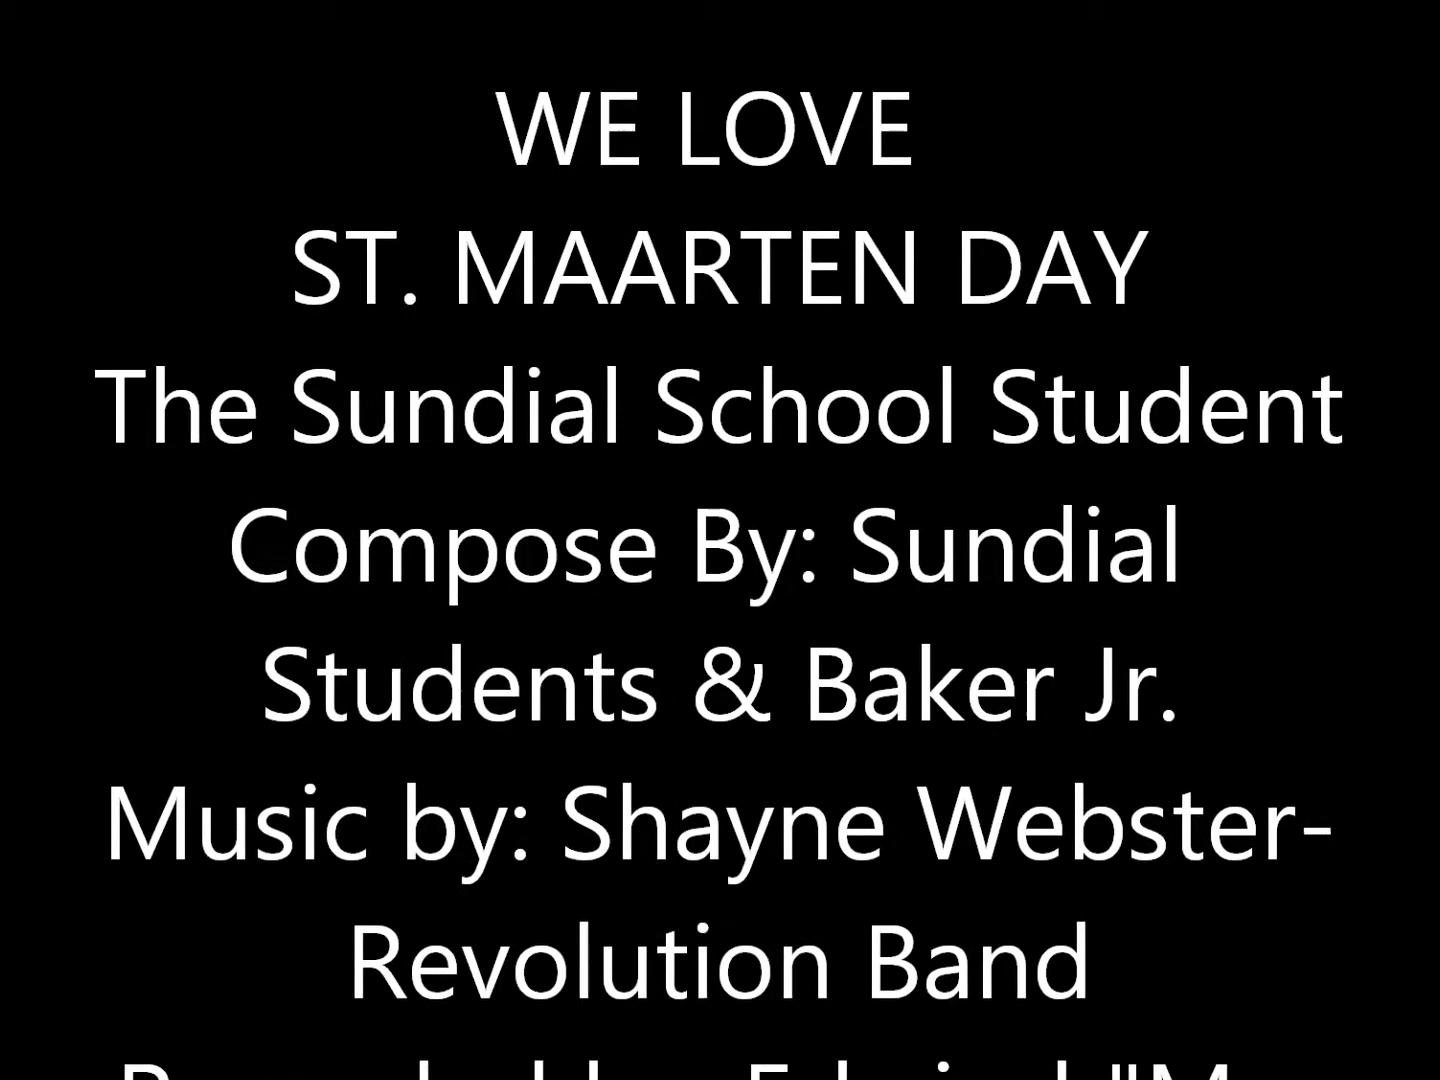 WE LOVE
ST. MAARTEN DAY
The Sundial School Student
Compose By: Sundial
Students & Baker Jr.
Music by: Shayne Webster-
Revolution Band